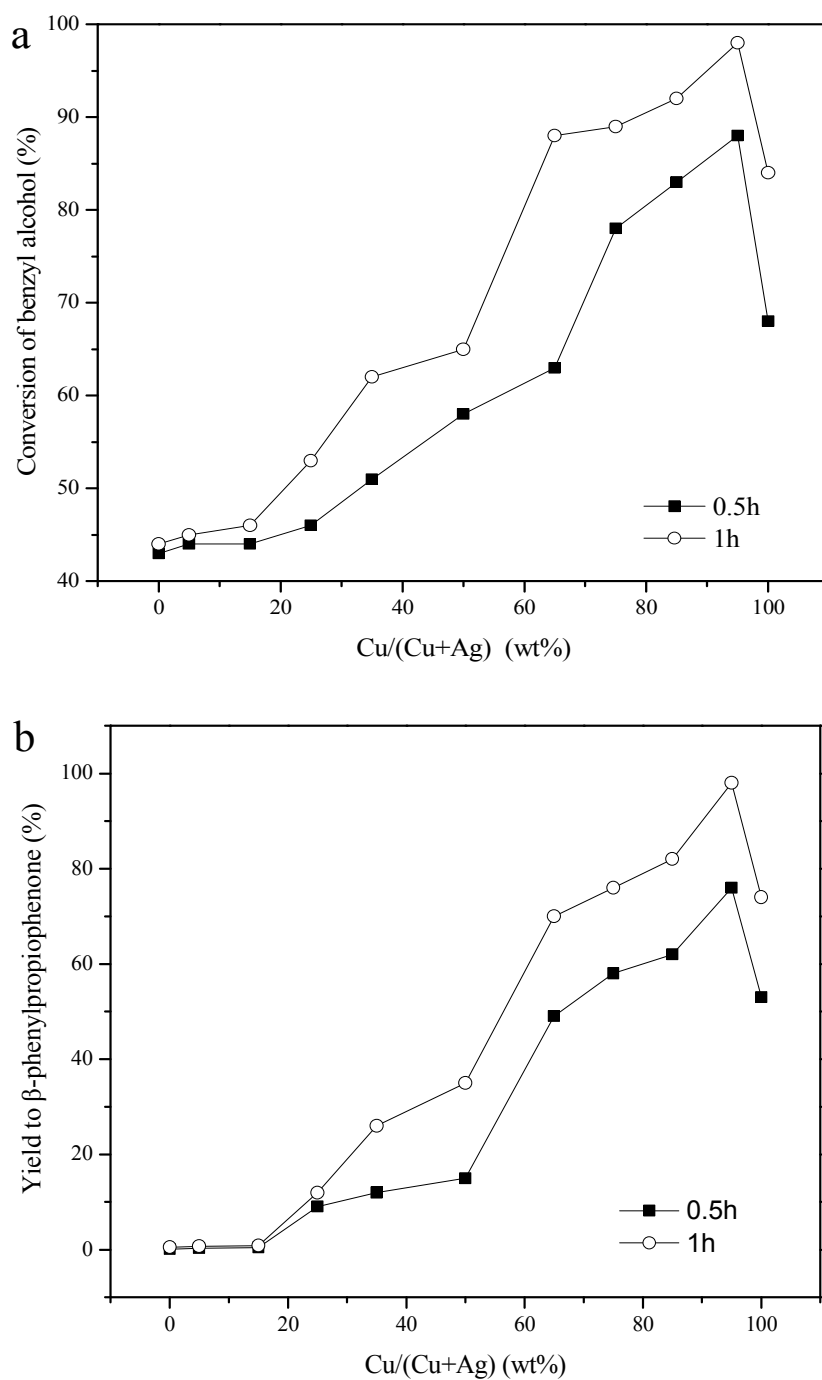 a
100
90
80
70
60
50
40
Conversion of benzyl alcohol (%)
0.5h
1h
0 20 40 60 80 100
Cu/(Cu+Ag) (wt%)
b
100
80
60
40
20
0
Yield to β-phenylpropiophenone (%)
0.5h
1h
0 20 40 60 80 100
Cu/(Cu+Ag) (wt%)